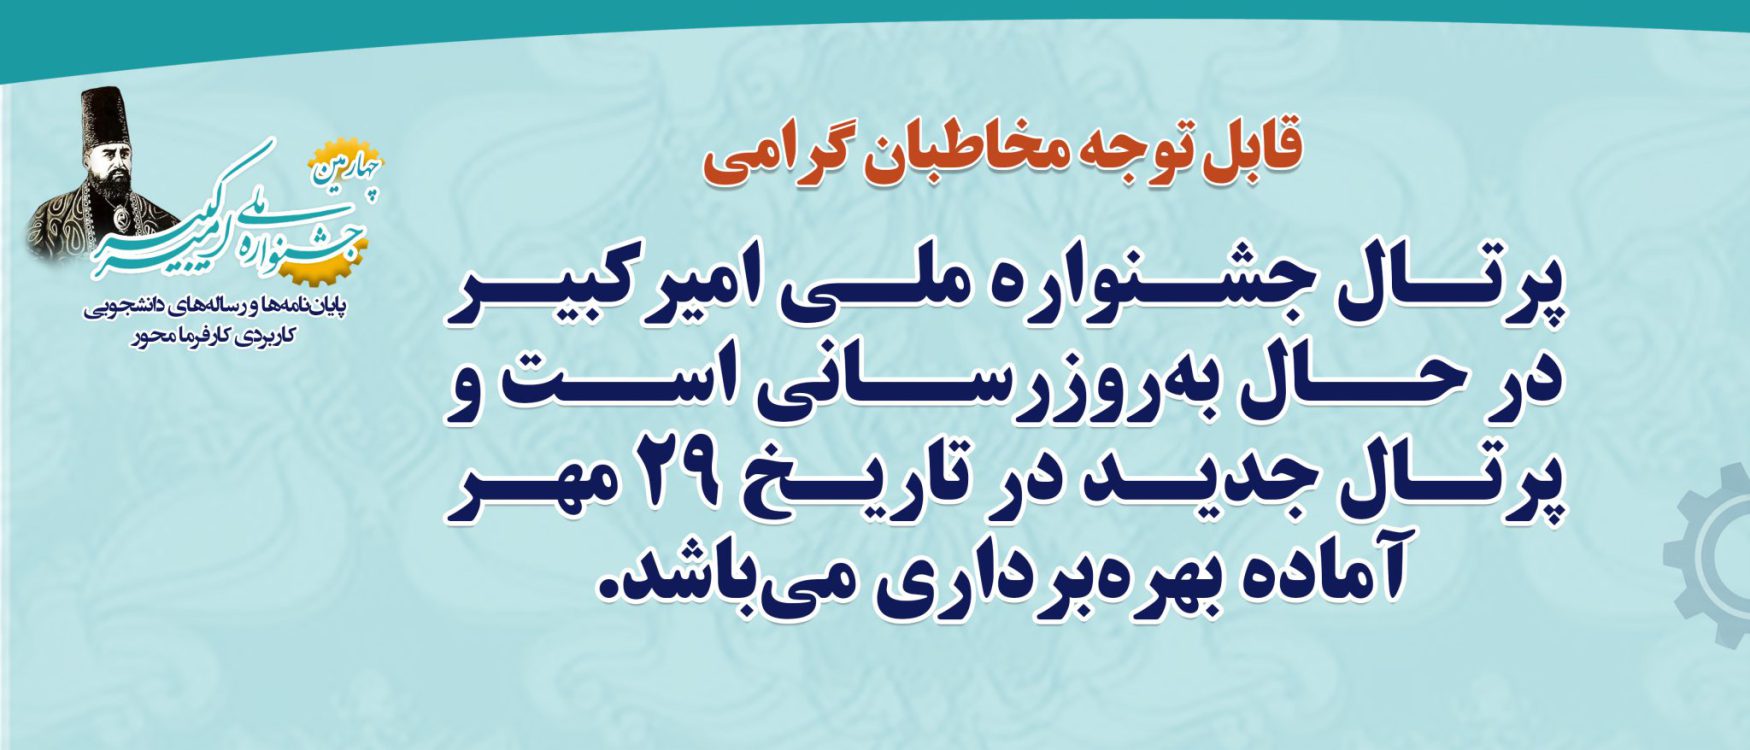 قابل توجه مخاطبان گرامی
پرتال جشنواره ملی امیرکبیر
در حال به‌روزرسانی است و
پرتال جدید در تاریخ ۲۹ مهر
آماده بهره‌برداری می‌باشد.
چهارمین
جشنواره ملی امیرکبیر
پایان‌نامه‌ها و رساله‌های دانشجویی
کاربردی کارفرما محور